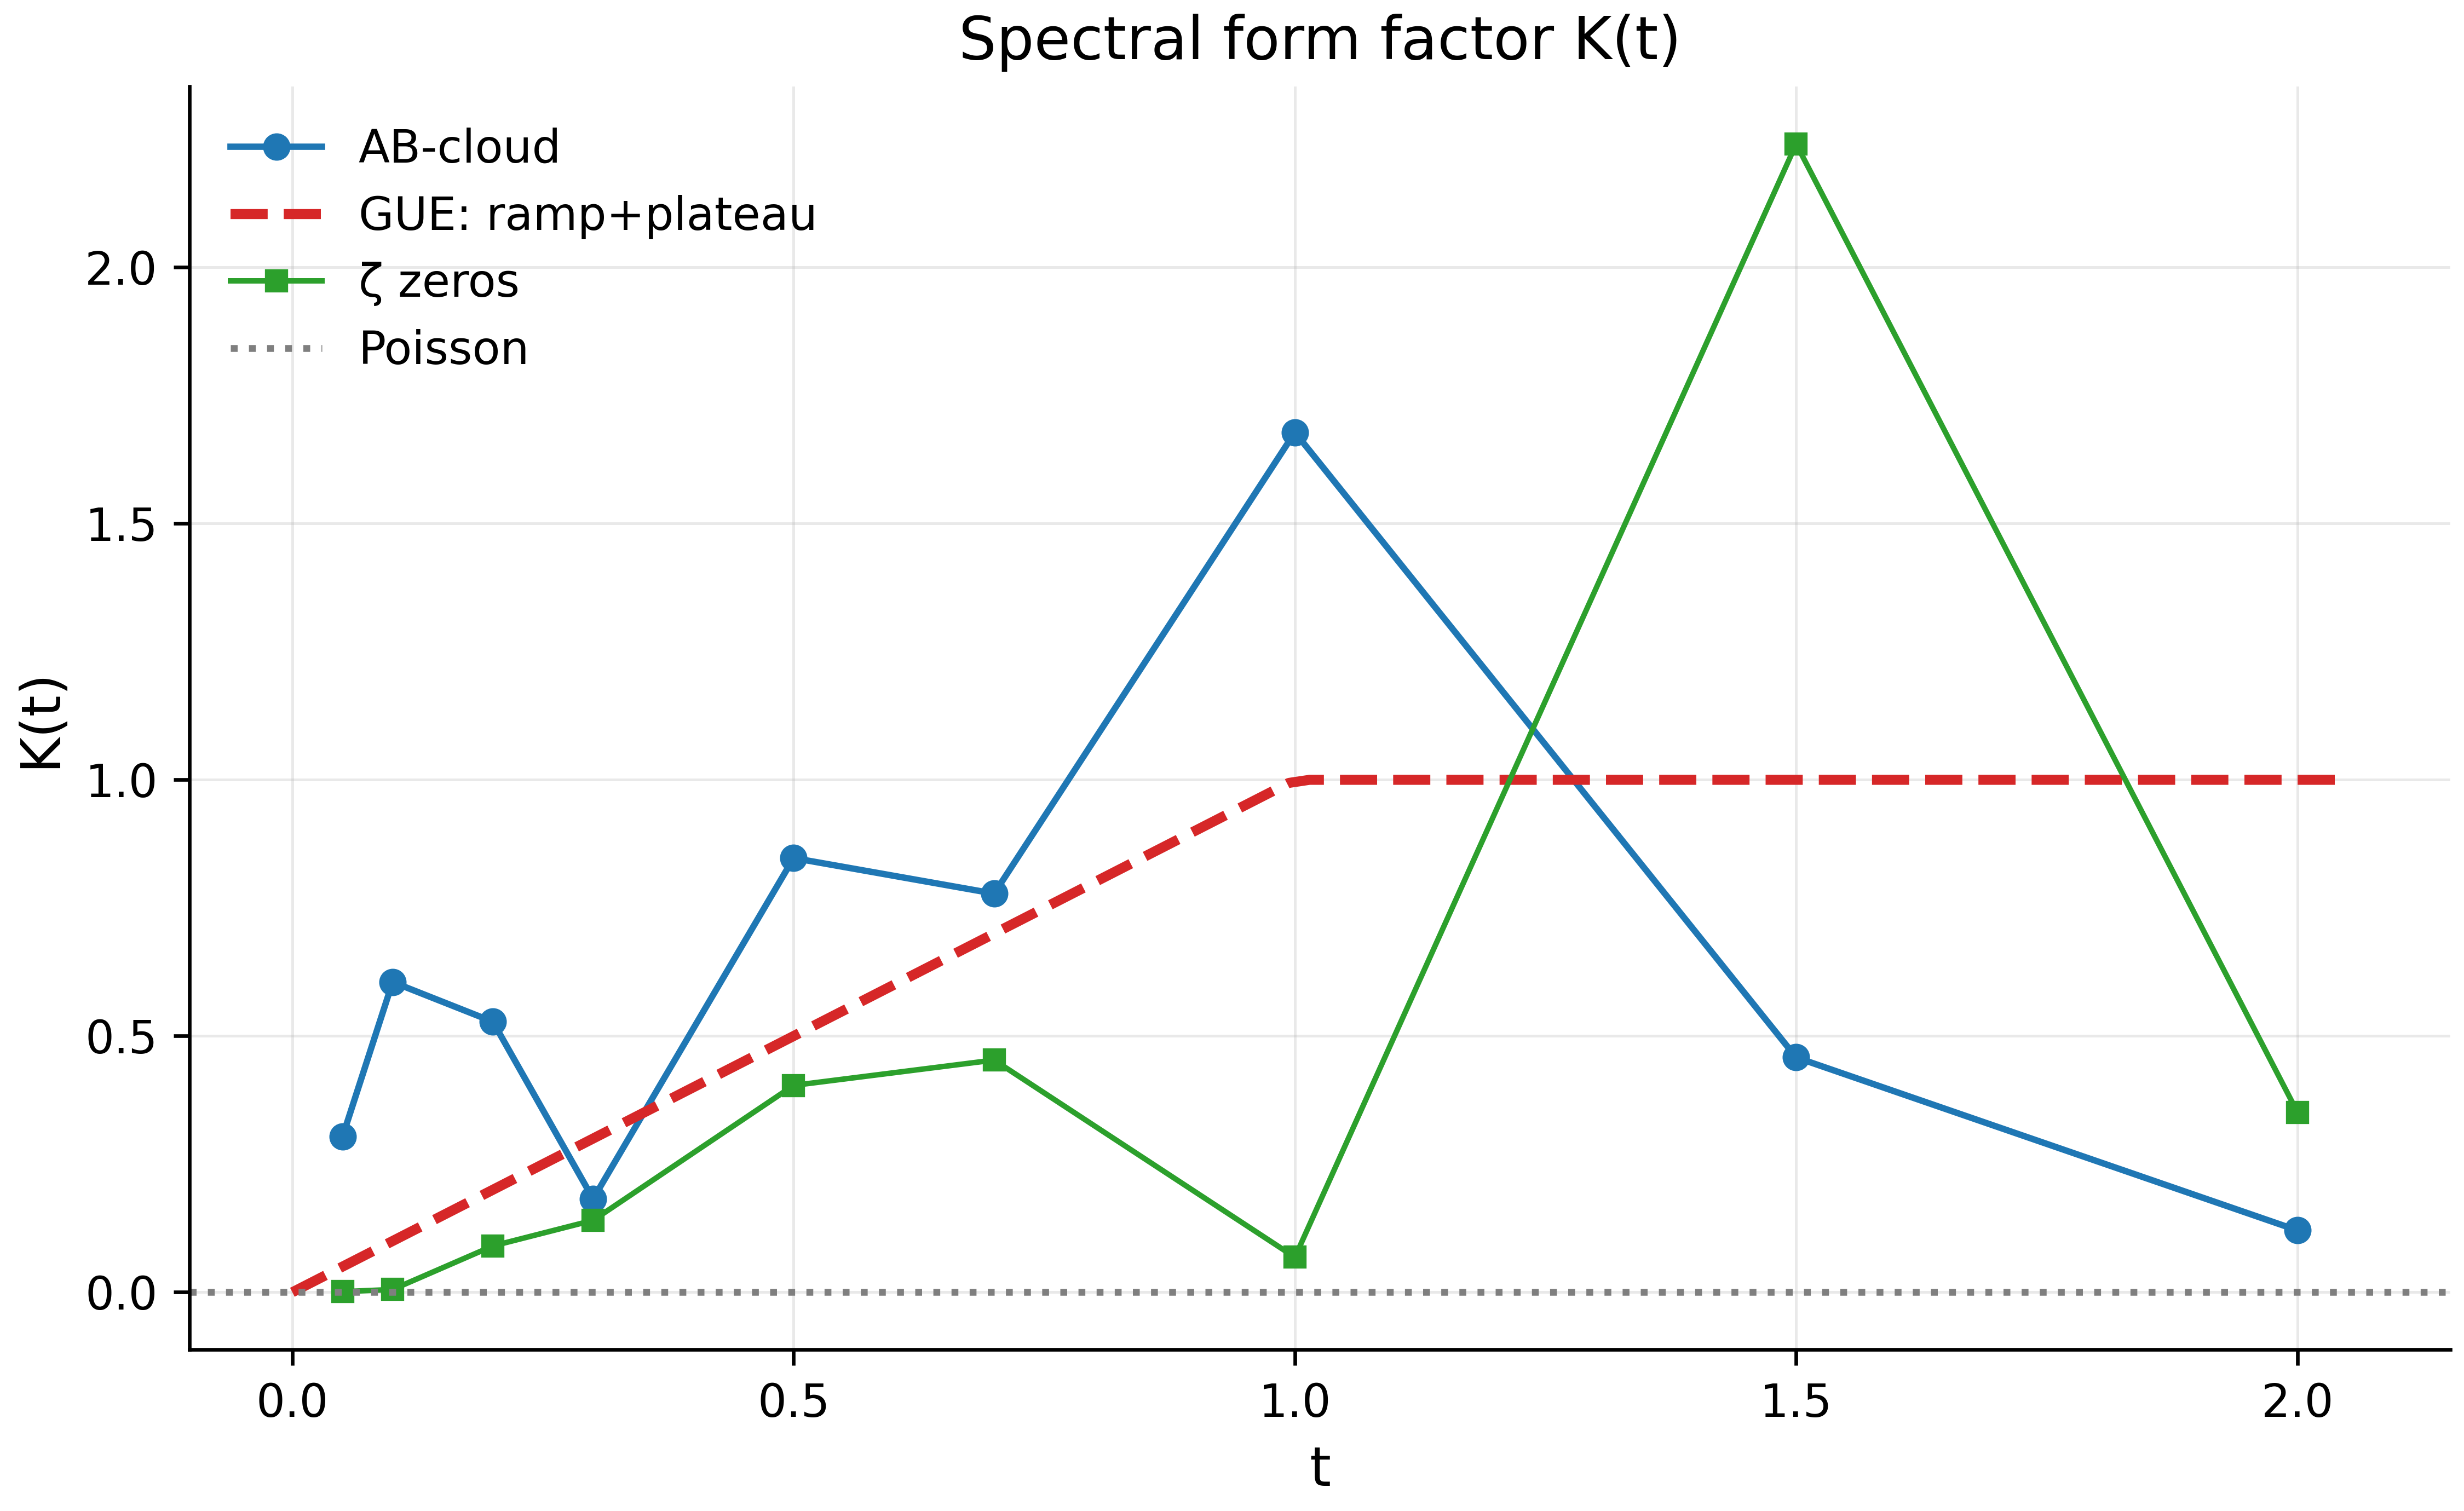 Spectral form factor K(t)
AB-cloud
GUE: ramp+plateau
ζ zeros
Poisson
K(t)
2.0
1.5
1.0
0.5
0.0
0.0 0.5 1.0 1.5 2.0
t